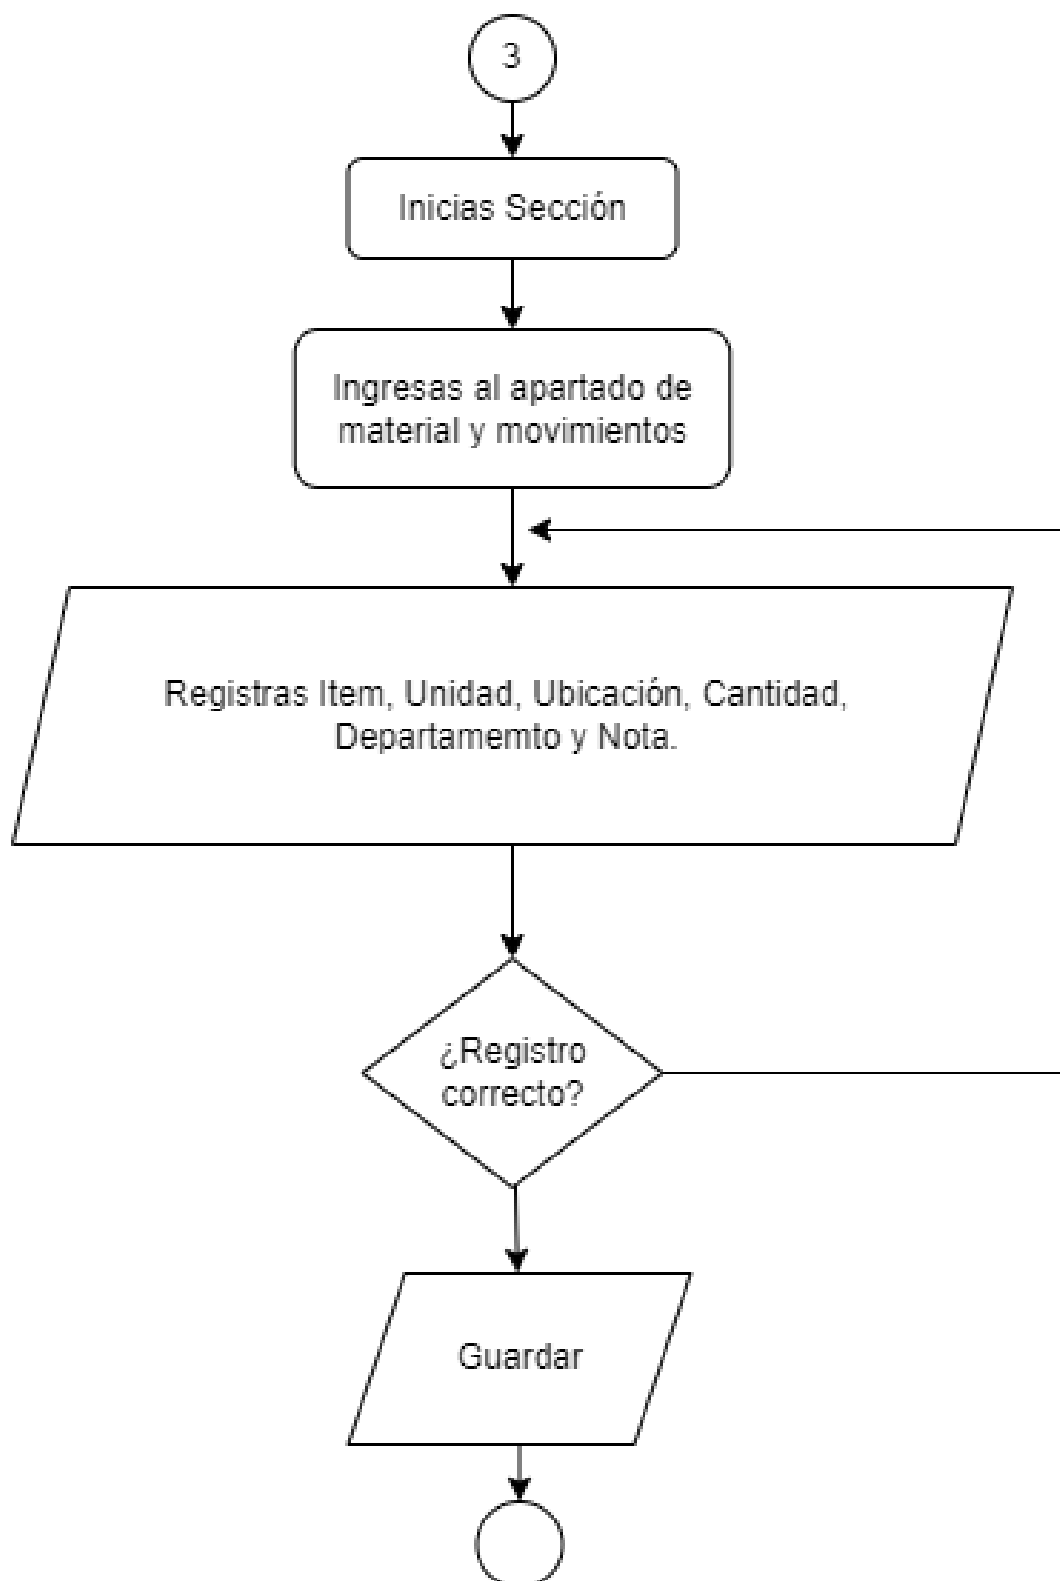 3
Inicias Sección
Ingresas al apartado de
material y movimientos
Registras Item, Unidad, Ubicación, Cantidad,
Departamemto y Nota.
¿Registro
correcto?
Guardar